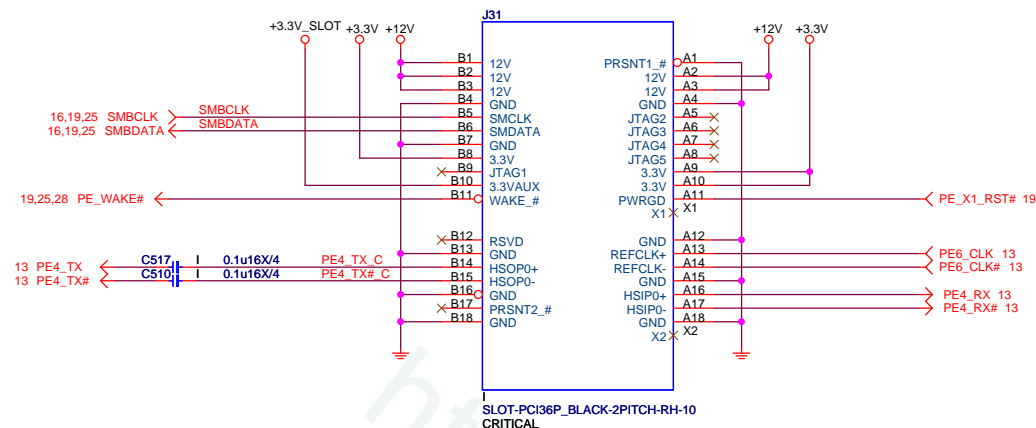 J31
+3.3V_SLOT +3.3V +12V
+12V +3.3V
B1 12V PRSNT1_# A1
B2 12V 12V A2
B3 12V 12V A3
B4 GND GND A4
16,19,25 SMBCLK SMBCLK B5 SMCLK JTAG2 A5
16,19,25 SMBDATA SMBDATA B6 SMDATA JTAG3 A6
B7 GND JTAG4 A7
B8 3.3V JTAG5 A8
B9 JTAG1 3.3V A9
B10 3.3VAUX 3.3V A10
19,25,28 PE_WAKE# B11 WAKE_# PWRGD A11 PE_X1_RST# 19
X1 X1
B12 RSVD GND A12
B13 GND REFCLK+ A13 PE6_CLK 13
13 PE4_TX C517 I 0.1u16X/4 PE4_TX_C B14 HSOP0+ REFCLK- A14 PE6_CLK# 13
13 PE4_TX# C510 I 0.1u16X/4 PE4_TX#_C B15 HSOP0- GND A15
B16 GND HSIP0+ A16 PE4_RX 13
B17 PRSNT2_# HSIP0- A17 PE4_RX# 13
B18 GND GND A18
X2 X2
I
SLOT-PCI36P_BLACK-2PITCH-RH-10
CRITICAL
ht